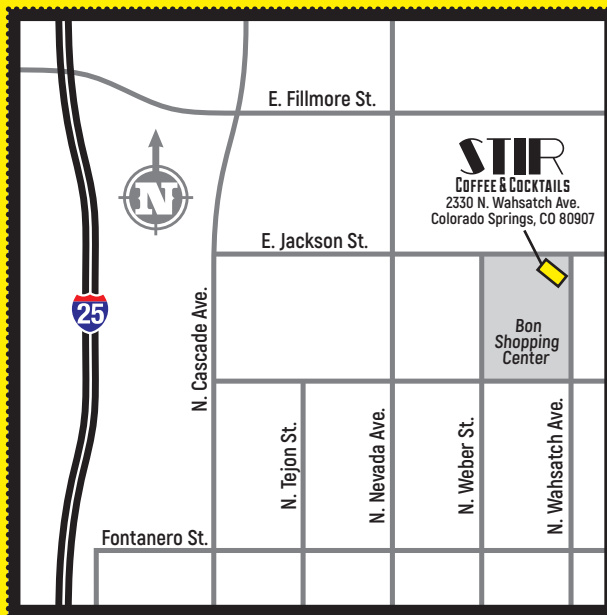 E. Fillmore St.
N
STIR
COFFEE & COCKTAILS
2330 N. Wahsatch Ave.
Colorado Springs, CO 80907
E. Jackson St.
25
N. Cascade Ave.
Bon
Shopping
Center
N. Tejon St.
N. Nevada Ave.
N. Weber St.
N. Wahsatch Ave.
Fontanero St.